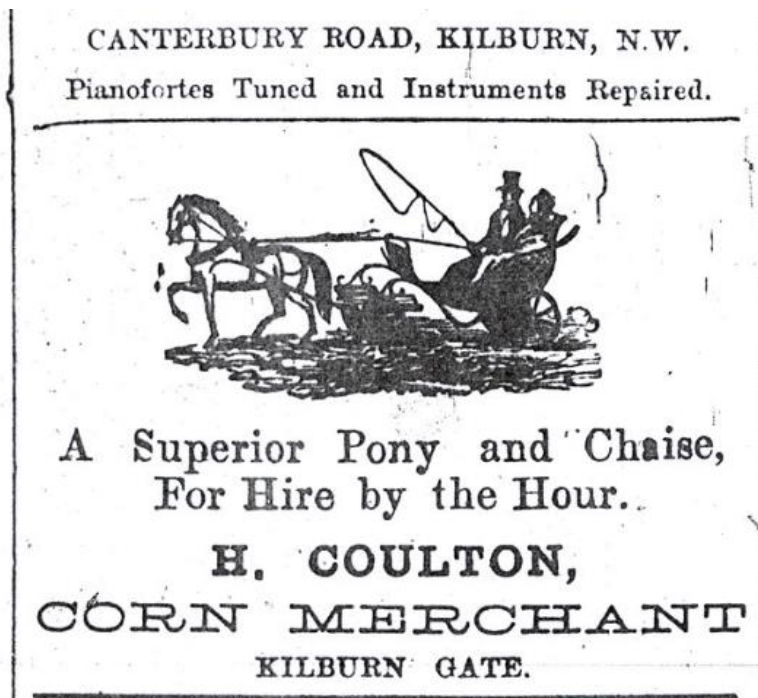 CANTERBURY ROAD, KILBURN, N.W.
Pianofortes Tuned and Instruments Repaired.
A Superior Pony and Chaise,
For Hire by the Hour.
H. COULTON,
CORN MERCHANT
KILBURN GATE.